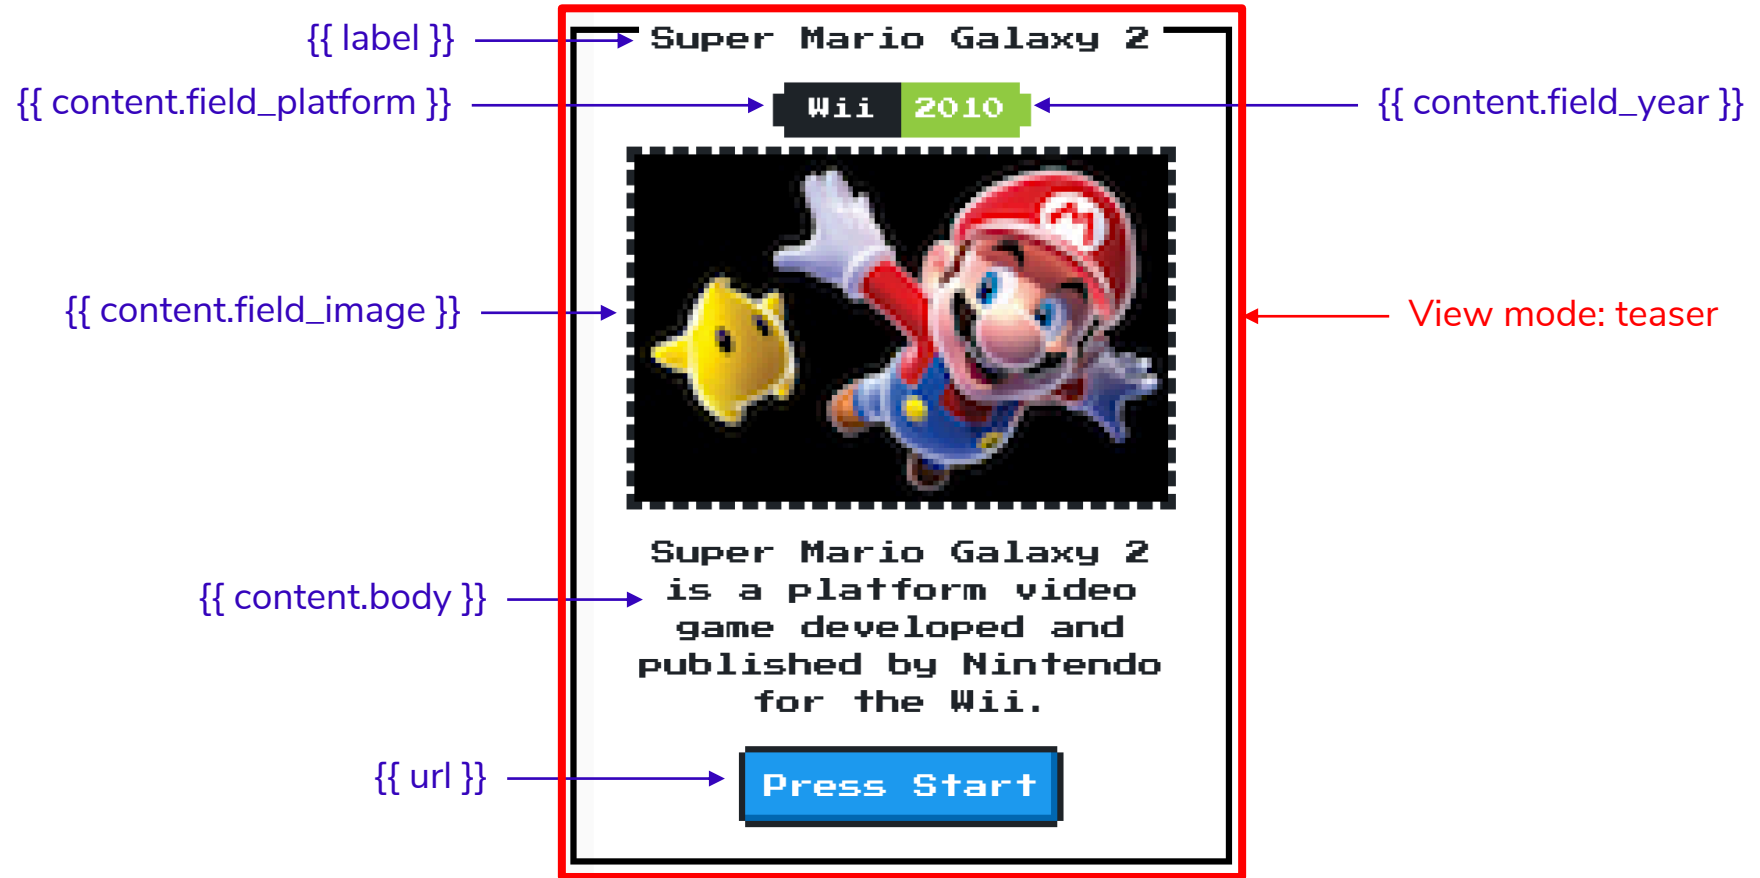 {{ label }}
Super Mario Galaxy 2
{{ content.field_platform }}
Wii 2010
{{ content.field_year }}
M
{{ content.field_image }}
View mode: teaser
Super Mario Galaxy 2
is a platform video
game developed and
published by Nintendo
for the Wii.
{{ content.body }}
{{ url }}
Press Start